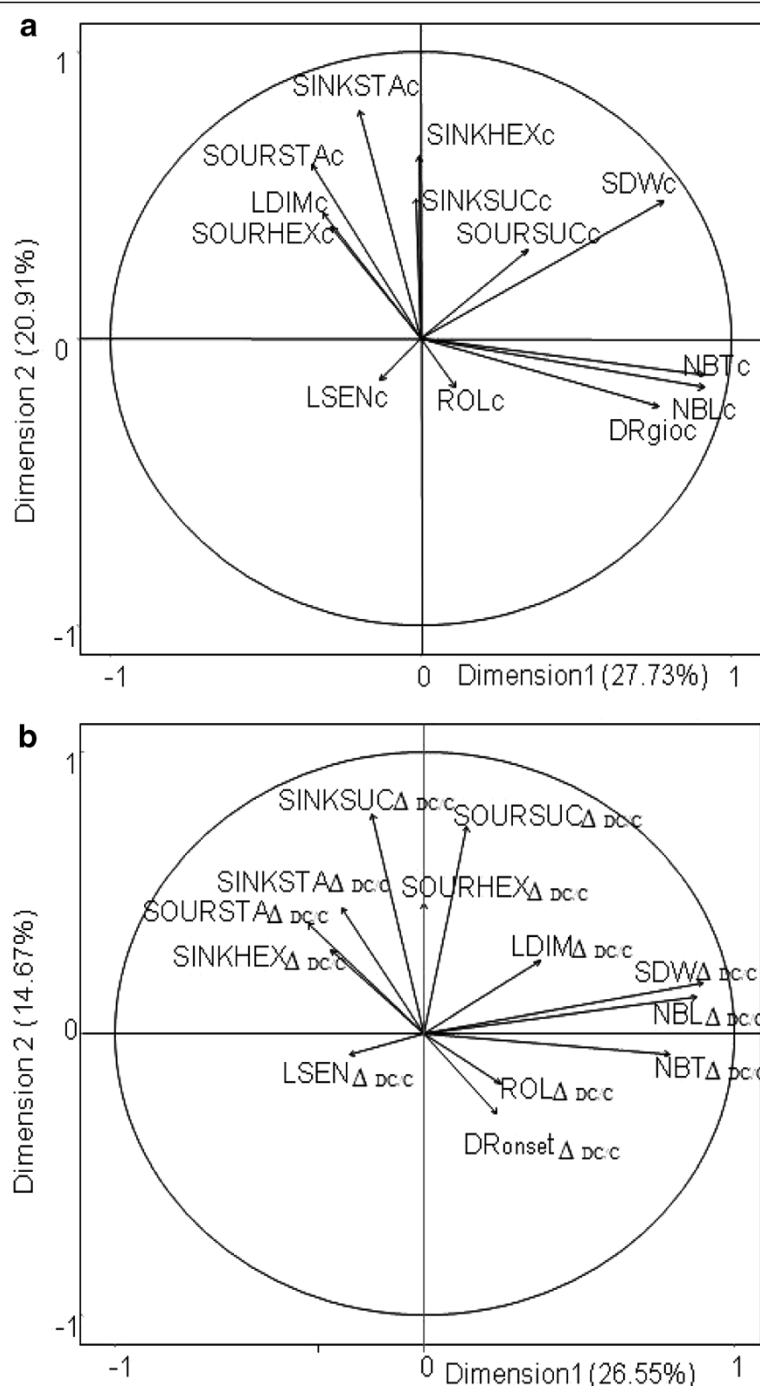 a
1
SINKSTAc
SINKHEXc
SOURSTAc
SDWc
LDIMc
SINKSUCc
SOURHEXc
SOURSUCc
Dimension 2 (20.91%)
0
NBTc
LSENc
ROLc
NBLc
DRgioc
-1
-1
0
Dimension1 (27.73%)
1
b
1
SINKSUCΔ DC/C
SOURSUCΔ DC/C
SINKSTAΔ DC/C
SOURHEXΔ DC/C
SOURSTAΔ DC/C
LDIMΔ DC/C
SINKHEXΔ DC/C
SDWΔ DC/C
NBLΔ DC/C
Dimension 2 (14.67%)
0
LSENΔ DC/C
NBTΔ DC/C
ROLΔ DC/C
DRonsetΔ DC/C
-1
-1
0
Dimension1 (26.55%)
1